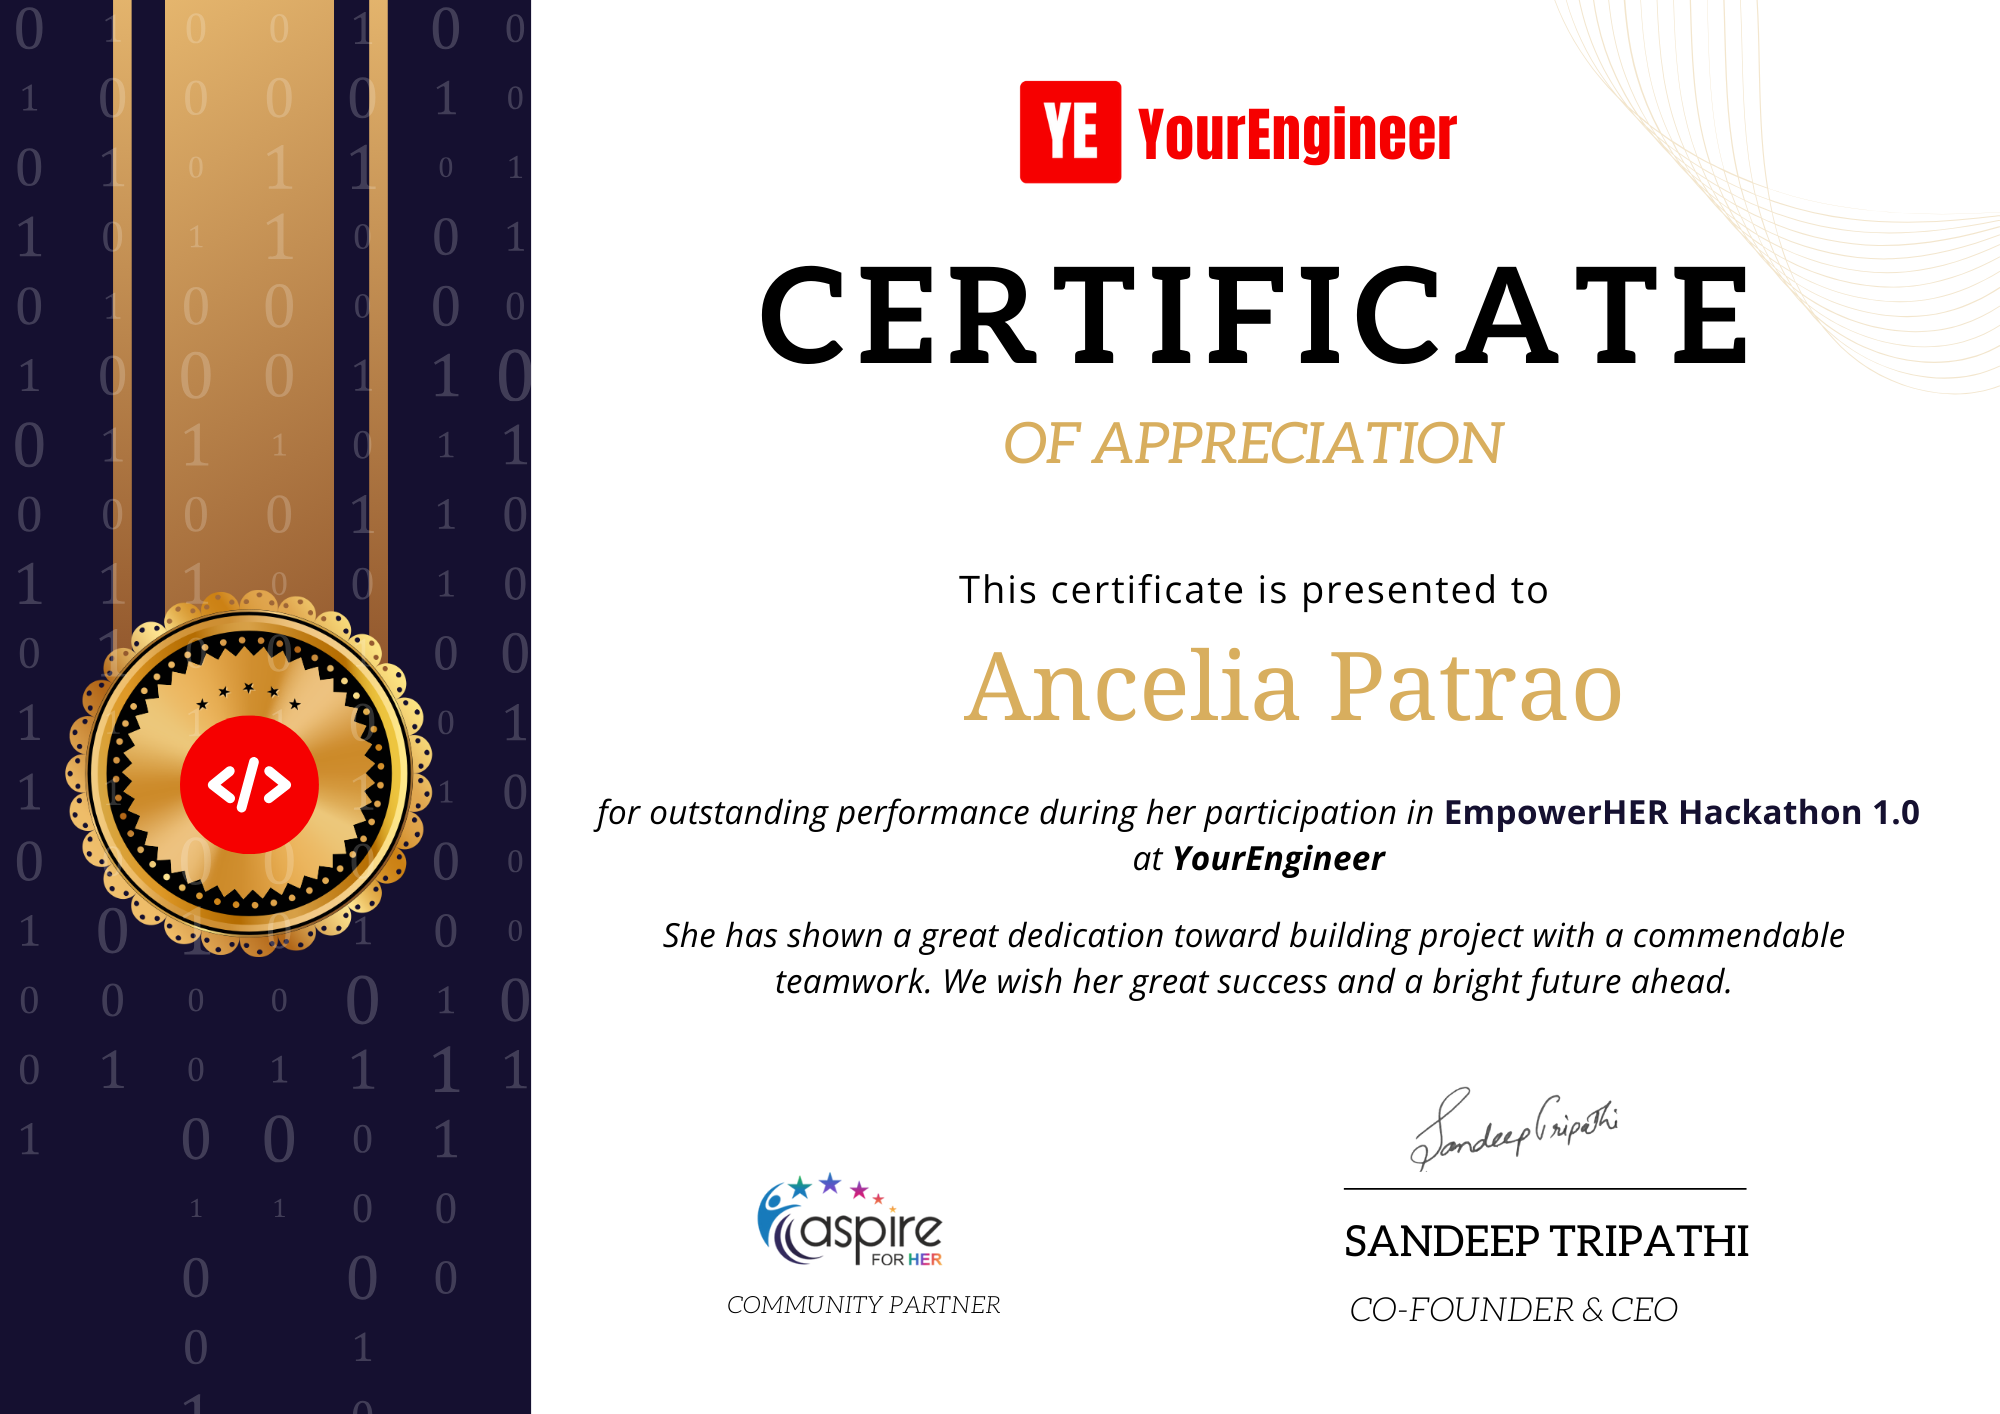 YE YourEngineer
CERTIFICATE
OF APPRECIATION
This certificate is presented to
Ancelia Patrao
for outstanding performance during her participation in EmpowerHER Hackathon 1.0
at YourEngineer
She has shown a great dedication toward building project with a commendable
teamwork. We wish her great success and a bright future ahead.
Sandeep Tripathi
aspire
FOR HER
COMMUNITY PARTNER
SANDEEP TRIPATHI
CO-FOUNDER & CEO